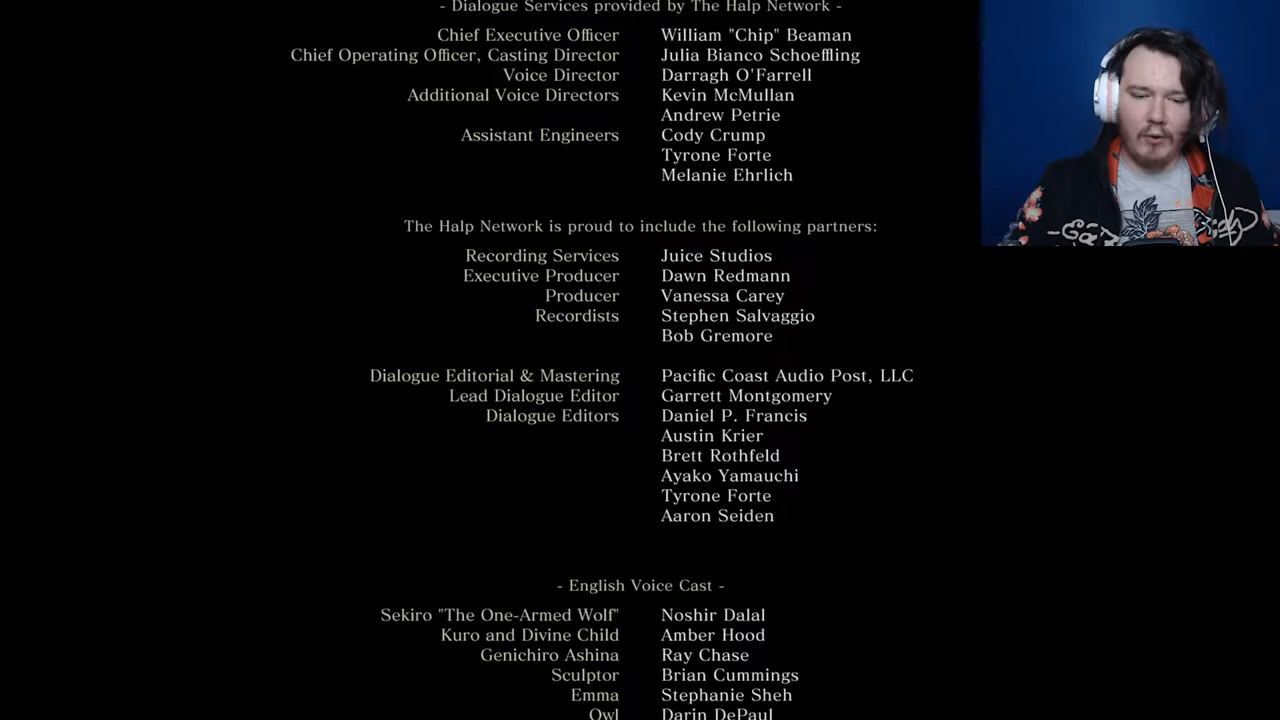 - Dialogue Services provided by The Halp Network -
Chief Executive Officer William "Chip" Beaman
Chief Operating Officer, Casting Director Julia Bianco Schoeffling
Voice Director Darragh O'Farrell
Additional Voice Directors Kevin McMullan
Andrew Petrie
Assistant Engineers Cody Crump
Tyrone Forte
Melanie Ehrlich
The Halp Network is proud to include the following partners:
Recording Services Juice Studios
Executive Producer Dawn Redmann
Producer Vanessa Carey
Recordists Stephen Salvaggio
Bob Gremore
Dialogue Editorial & Mastering Pacific Coast Audio Post, LLC
Lead Dialogue Editor Garrett Montgomery
Dialogue Editors Daniel P. Francis
Austin Krier
Brett Rothfeld
Ayako Yamauchi
Tyrone Forte
Aaron Seiden
- English Voice Cast -
Sekiro "The One-Armed Wolf" Noshir Dalal
Kuro and Divine Child Amber Hood
Genichiro Ashina Ray Chase
Sculptor Brian Cummings
Emma Stephanie Sheh
Owl Darin DePaul